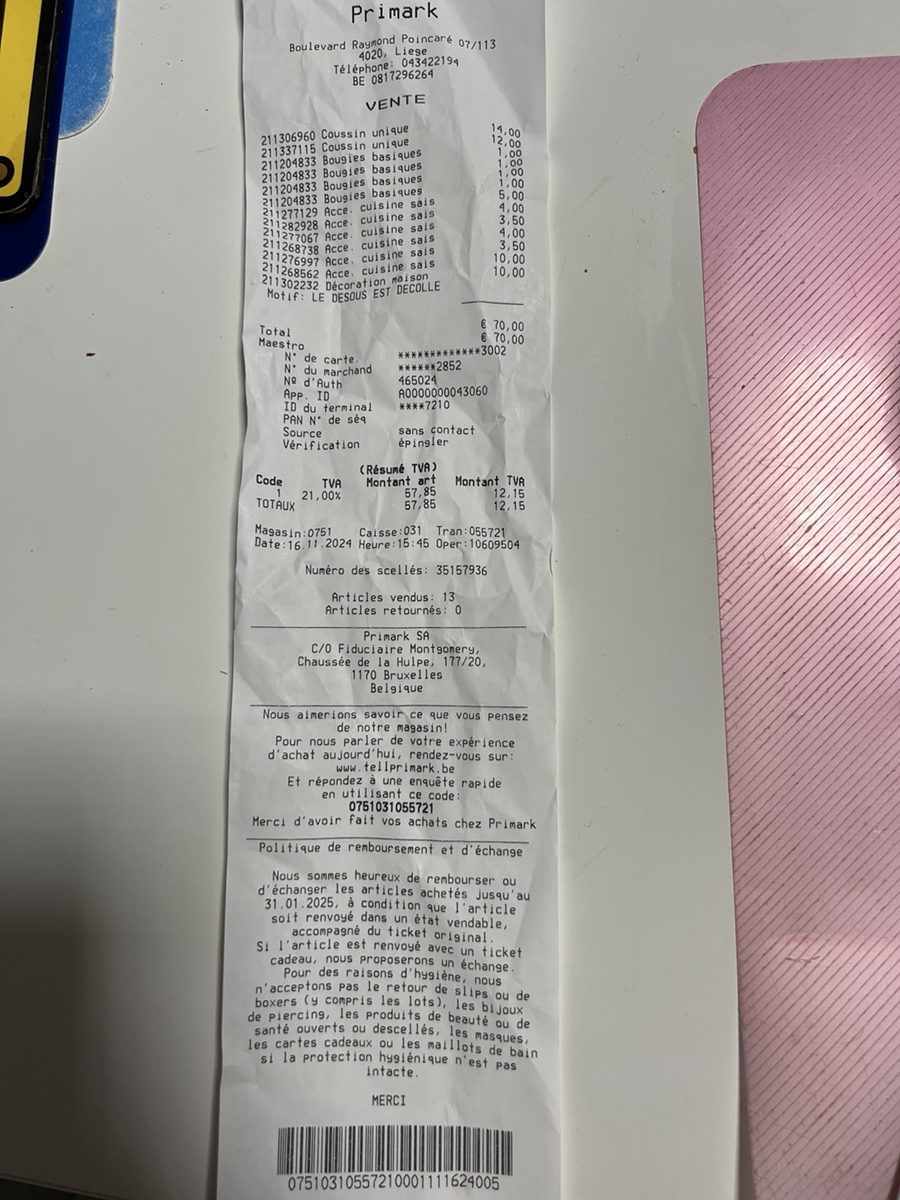 Primark
Boulevard Raymond Poincaré 07/113
4020, Liege
Téléphone: 043422194
BE 0817296264
VENTE
211306960 Coussin unique 14,00
211337115 Coussin unique 12,00
211204833 Bougies basiques 1,00
211204833 Bougies basiques 1,00
211204833 Bougies basiques 1,00
211204833 Bougies basiques 1,00
211277129 Acce. cuisine sais 5,00
211282928 Acce. cuisine sais 4,00
211277067 Acce. cuisine sais 3,50
211268738 Acce. cuisine sais 4,00
211276997 Acce. cuisine sais 3,50
211268562 Acce. cuisine sais 10,00
211302232 Décoration maison 10,00
Motif: LE DESOUS EST DECOLLE
Total € 70,00
Maestro € 70,00
N° de carte. *************3002
N° du marchand ******2852
Nº d'Auth 465024
App. ID A0000000043060
ID du terminal ****7210
PAN N° de séq
Source sans contact
Vérification épingler
(Résumé TVA)
Code TVA Montant art Montant TVA
1 21,00% 57,85 12,15
TOTAUX 57,85 12,15
Magasin:0751 Caisse:031 Tran:055721
Date:16.11.2024 Heure:15:45 Oper:10609504
Numéro des scellés: 35157936
Articles vendus: 13
Articles retournés: 0
Primark SA
C/O Fiduciaire Montgomery,
Chaussée de la Hulpe, 177/20,
1170 Bruxelles
Belgique
Nous aimerions savoir ce que vous pensez
de notre magasin!
Pour nous parler de votre expérience
d'achat aujourd'hui, rendez-vous sur:
www.tellprimark.be
Et répondez à une enquête rapide
en utilisant ce code:
0751031055721
Merci d'avoir fait vos achats chez Primark
Politique de remboursement et d'échange
Nous sommes heureux de rembourser ou
d'échanger les articles achetés jusqu'au
31.01.2025, à condition que l'article
soit renvoyé dans un état vendable,
accompagné du ticket original.
Si l'article est renvoyé avec un ticket
cadeau, nous proposerons un échange.
Pour des raisons d'hygiène, nous
n'acceptons pas le retour de slips ou de
boxers (y compris les lots), les bijoux
de piercing, les produits de beauté ou de
santé ouverts ou descellés, les masques,
les cartes cadeaux ou les maillots de bain
si la protection hygiénique n'est pas
intacte.
MERCI
07510310557210001111624005